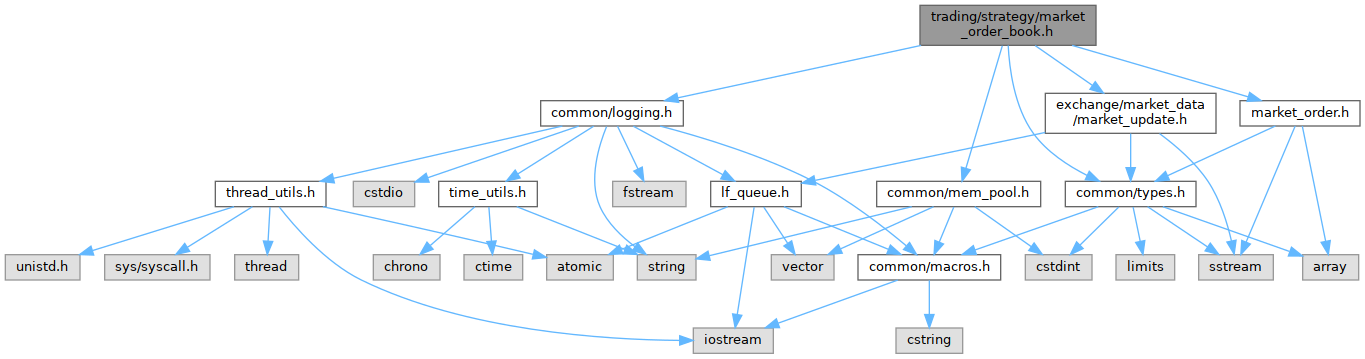 trading/strategy/market
_order_book.h
common/logging.h
exchange/market_data
/market_update.h
market_order.h
thread_utils.h
cstdio
time_utils.h
fstream
lf_queue.h
common/mem_pool.h
common/types.h
unistd.h
sys/syscall.h
thread
chrono
ctime
atomic
string
vector
common/macros.h
cstdint
limits
sstream
array
iostream
cstring